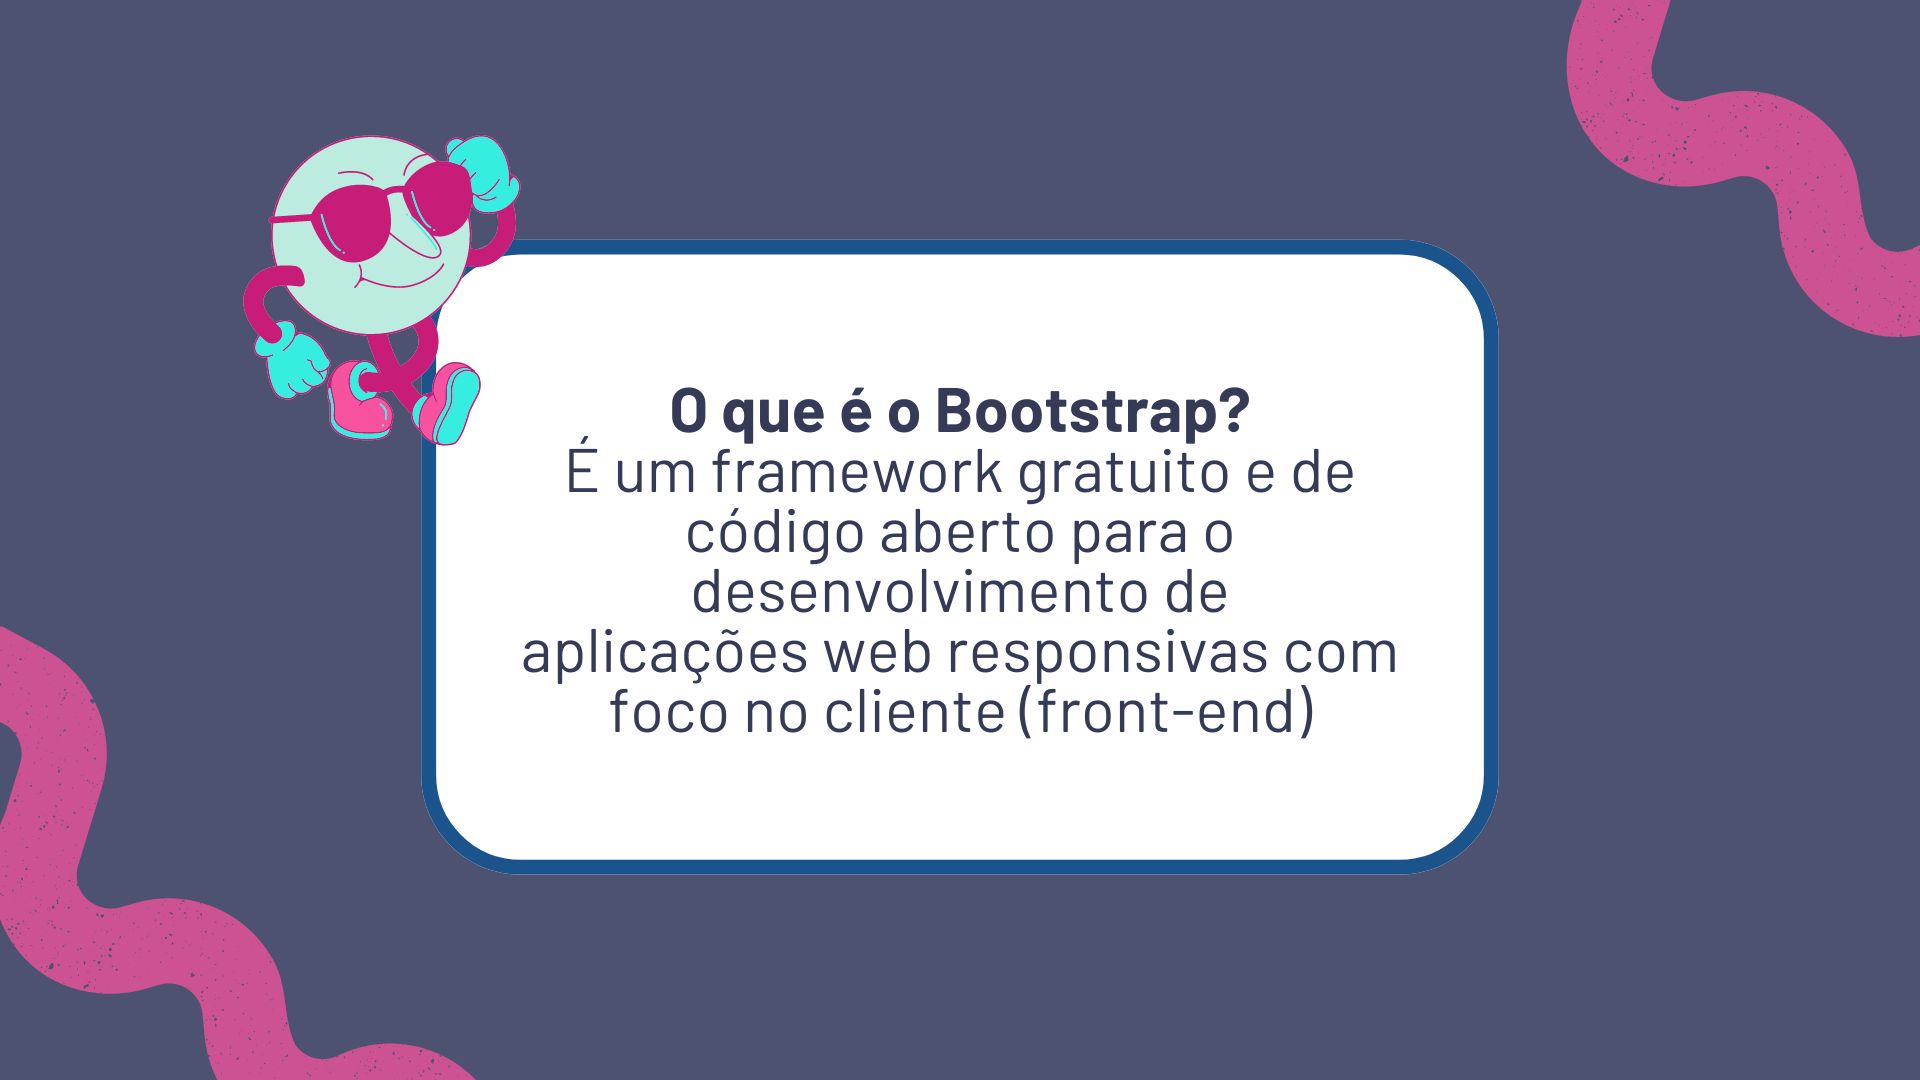 O que é o Bootstrap?
É um framework gratuito e de
código aberto para o
desenvolvimento de
aplicações web responsivas com
foco no cliente (front-end)